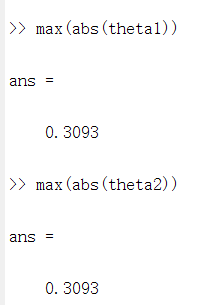 >> max(abs(theta1))
ans =
0.3093
>> max(abs(theta2))
ans =
0.3093